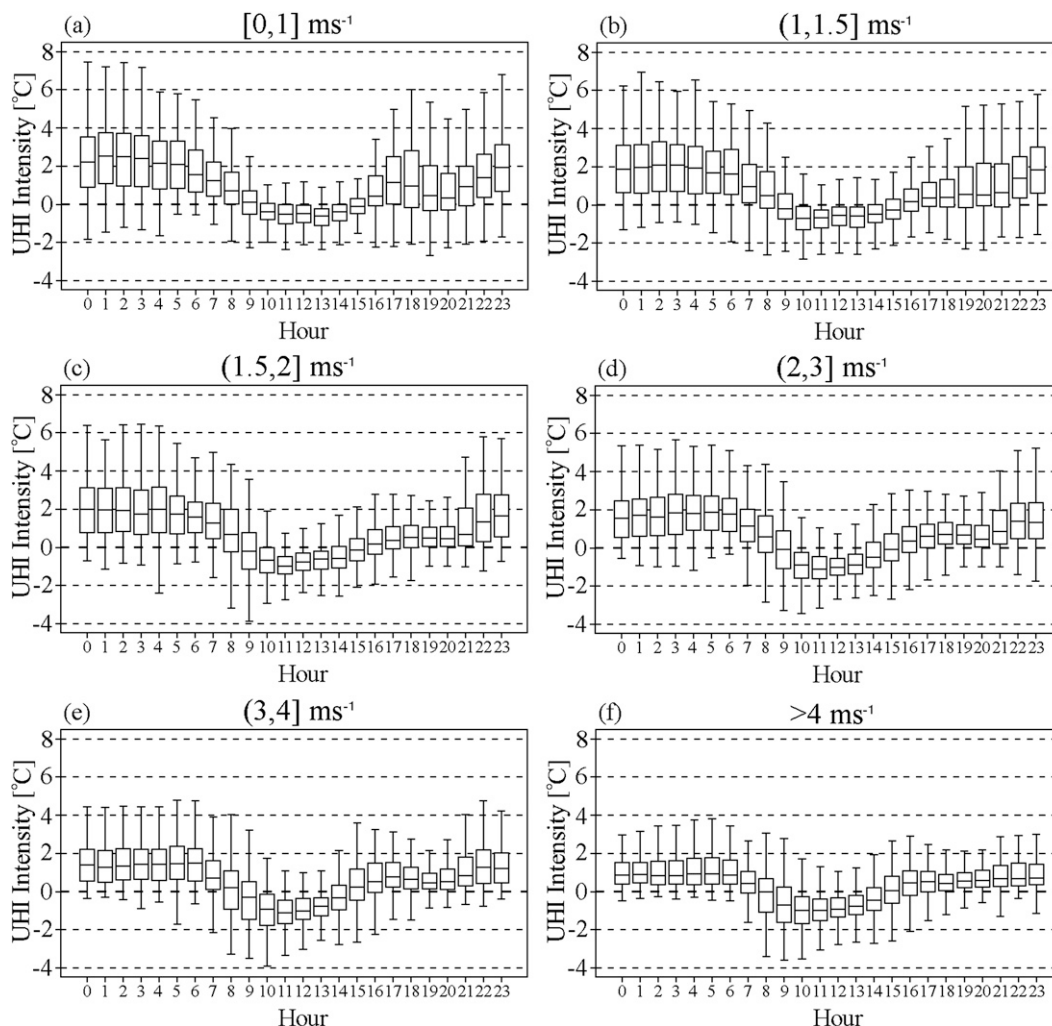 (a) [0,1] ms⁻¹
8
6
4
2
0
-2
-4
UHI Intensity [°C]
0 1 2 3 4 5 6 7 8 9 10 11 12 13 14 15 16 17 18 19 20 21 22 23
Hour
(b) (1,1.5] ms⁻¹
8
6
4
2
0
-2
-4
UHI Intensity [°C]
0 1 2 3 4 5 6 7 8 9 10 11 12 13 14 15 16 17 18 19 20 21 22 23
Hour
(c) (1.5,2] ms⁻¹
8
6
4
2
0
-2
-4
UHI Intensity [°C]
0 1 2 3 4 5 6 7 8 9 10 11 12 13 14 15 16 17 18 19 20 21 22 23
Hour
(d) (2,3] ms⁻¹
8
6
4
2
0
-2
-4
UHI Intensity [°C]
0 1 2 3 4 5 6 7 8 9 10 11 12 13 14 15 16 17 18 19 20 21 22 23
Hour
(e) (3,4] ms⁻¹
8
6
4
2
0
-2
-4
UHI Intensity [°C]
0 1 2 3 4 5 6 7 8 9 10 11 12 13 14 15 16 17 18 19 20 21 22 23
Hour
(f) >4 ms⁻¹
8
6
4
2
0
-2
-4
UHI Intensity [°C]
0 1 2 3 4 5 6 7 8 9 10 11 12 13 14 15 16 17 18 19 20 21 22 23
Hour